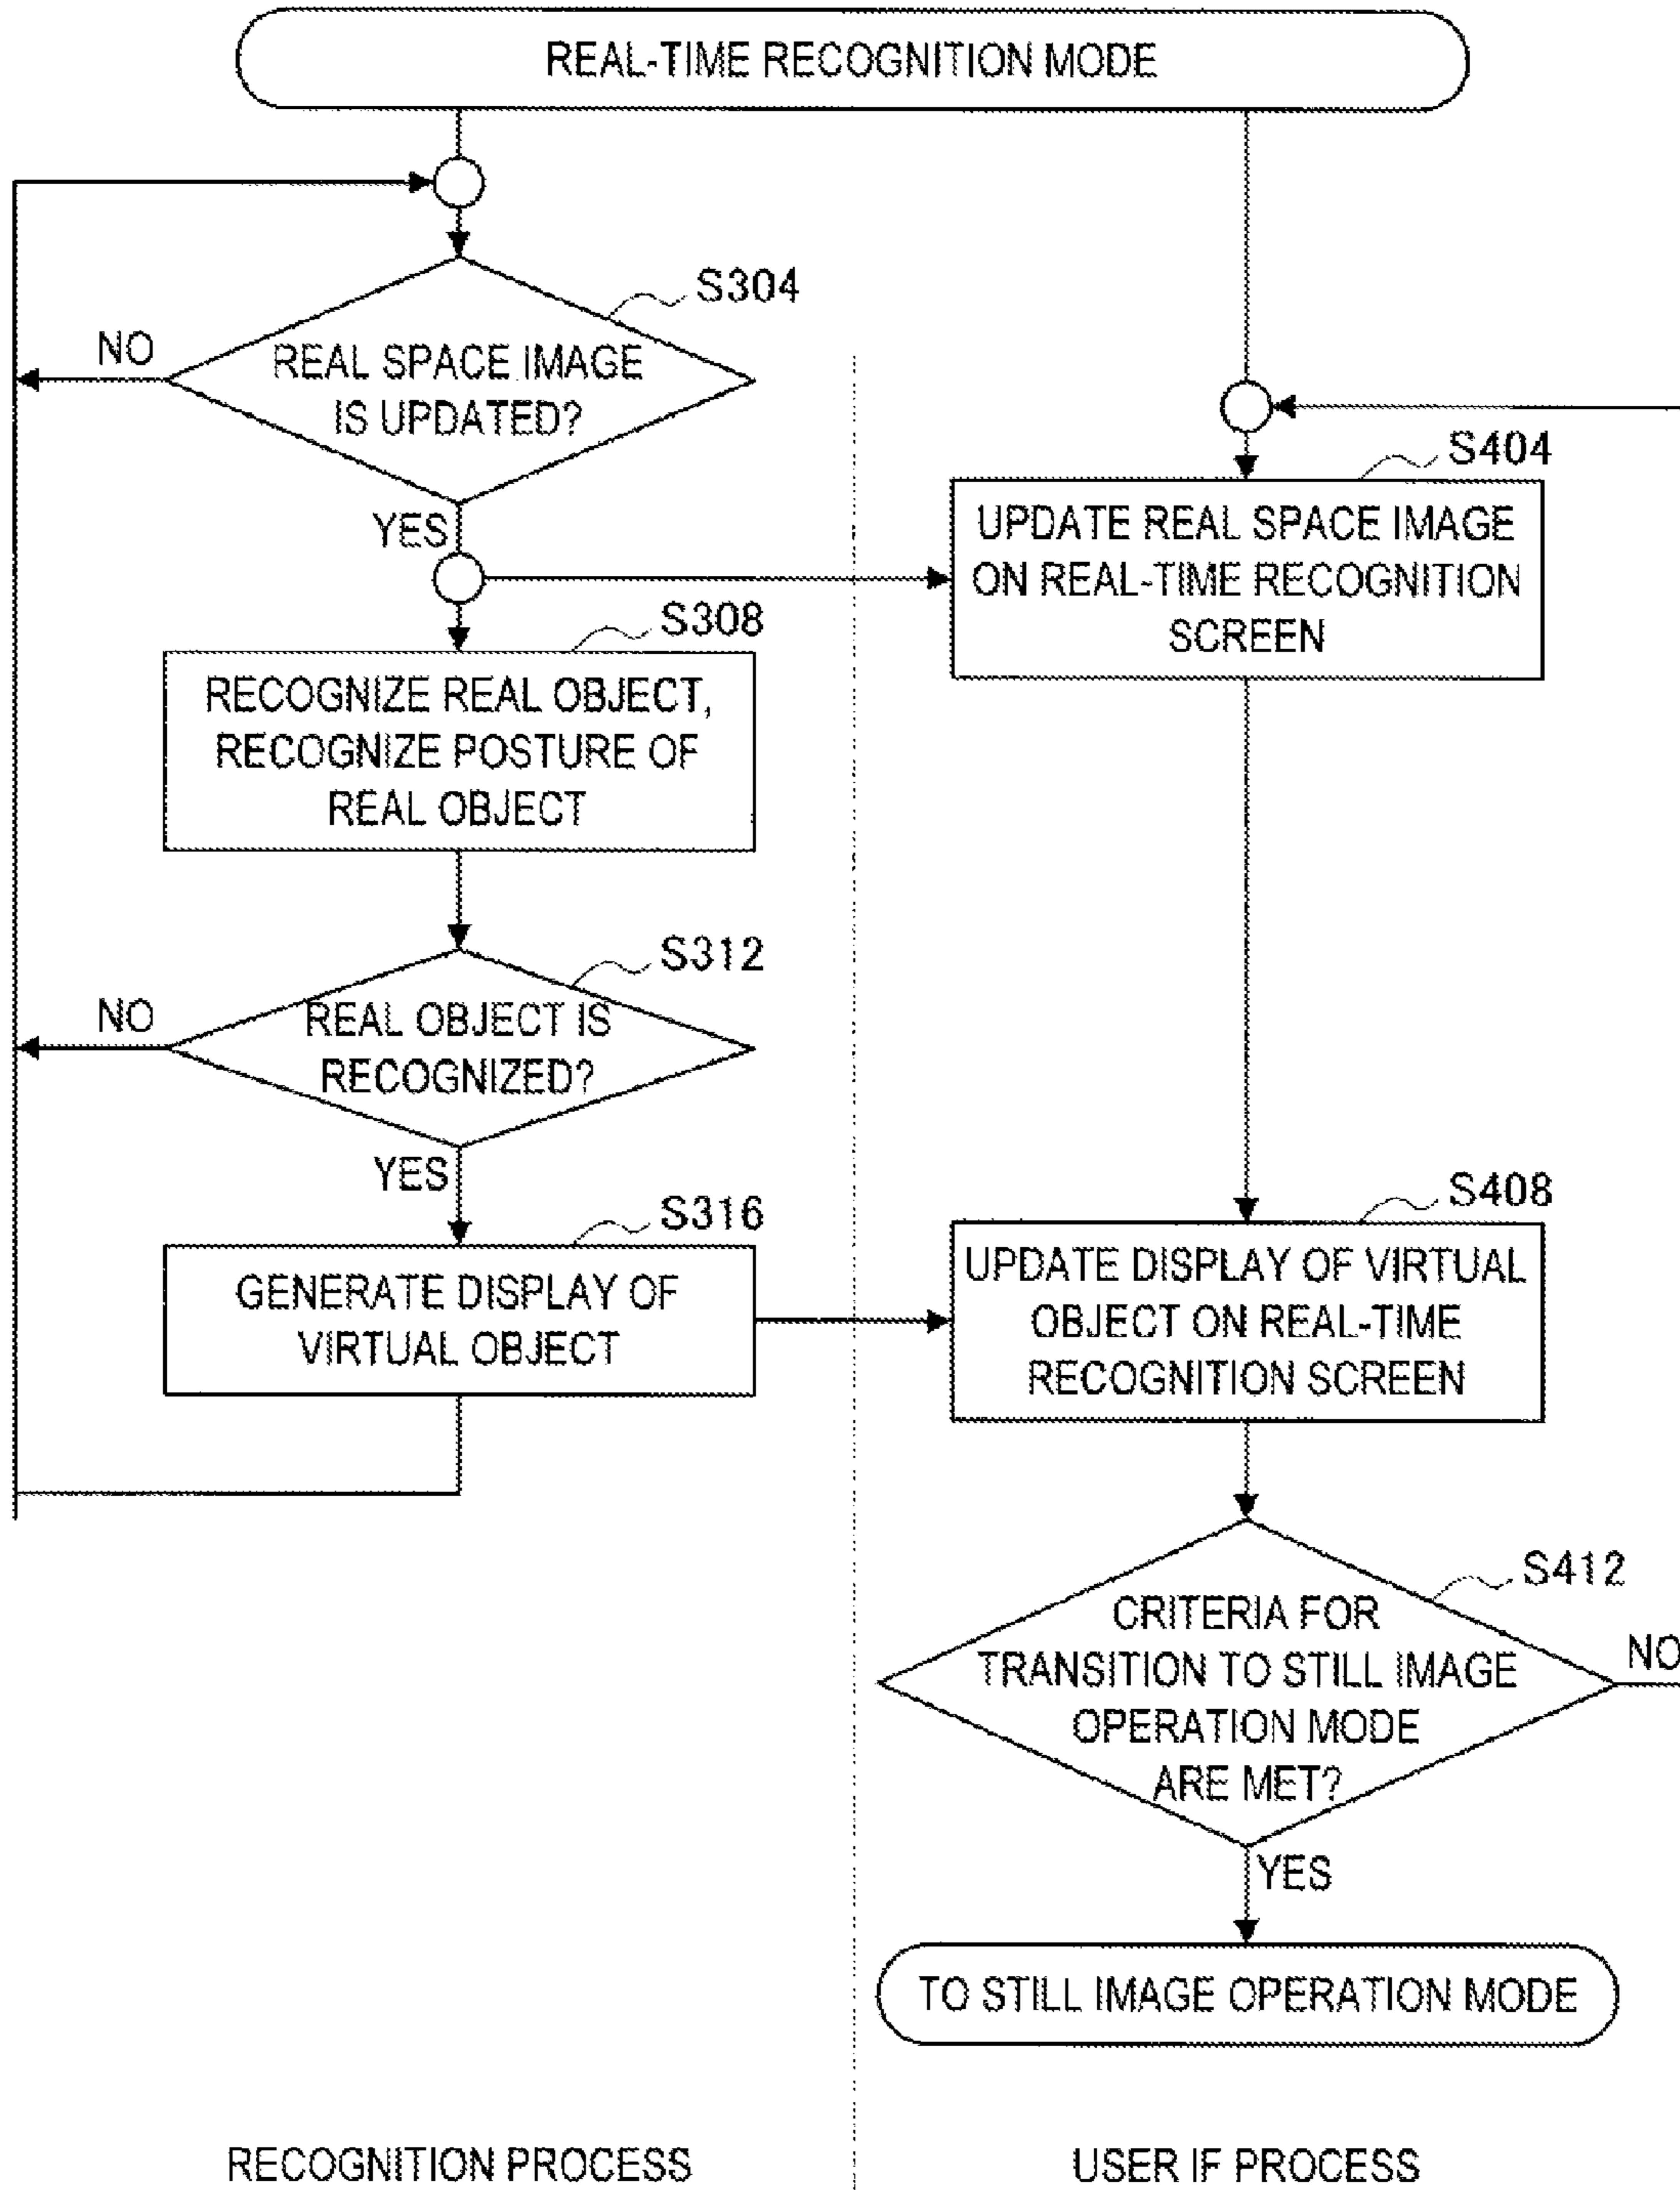 REAL-TIME RECOGNITION MODE
S304
NO
REAL SPACE IMAGE
IS UPDATED?
YES
S308
RECOGNIZE REAL OBJECT,
RECOGNIZE POSTURE OF
REAL OBJECT
S312
NO
REAL OBJECT IS
RECOGNIZED?
YES
S316
GENERATE DISPLAY OF
VIRTUAL OBJECT
RECOGNITION PROCESS
S404
UPDATE REAL SPACE IMAGE
ON REAL-TIME RECOGNITION
SCREEN
S408
UPDATE DISPLAY OF VIRTUAL
OBJECT ON REAL-TIME
RECOGNITION SCREEN
S412
CRITERIA FOR
TRANSITION TO STILL IMAGE
OPERATION MODE
ARE MET?
NO
YES
TO STILL IMAGE OPERATION MODE
USER IF PROCESS